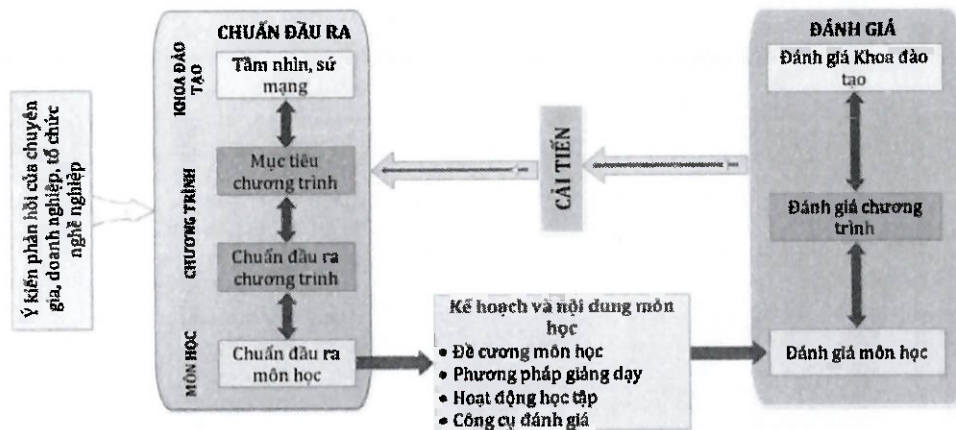 Ý kiến phản hồi của chuyên
gia, doanh nghiệp, tổ chức
nghề nghiệp
KHOA ĐÀO
TẠO
CHƯƠNG TRÌNH
MÔN HỌC
CHUẨN ĐẦU RA
Tầm nhìn, sứ
mạng
Mục tiêu
chương trình
Chuẩn đầu ra
chương trình
Chuẩn đầu ra
môn học
CẢI TIẾN
Kế hoạch và nội dung môn
học
• Đề cương môn học
• Phương pháp giảng dạy
• Hoạt động học tập
• Công cụ đánh giá
ĐÁNH GIÁ
Đánh giá Khoa đào
tạo
Đánh giá chương
trình
Đánh giá môn học